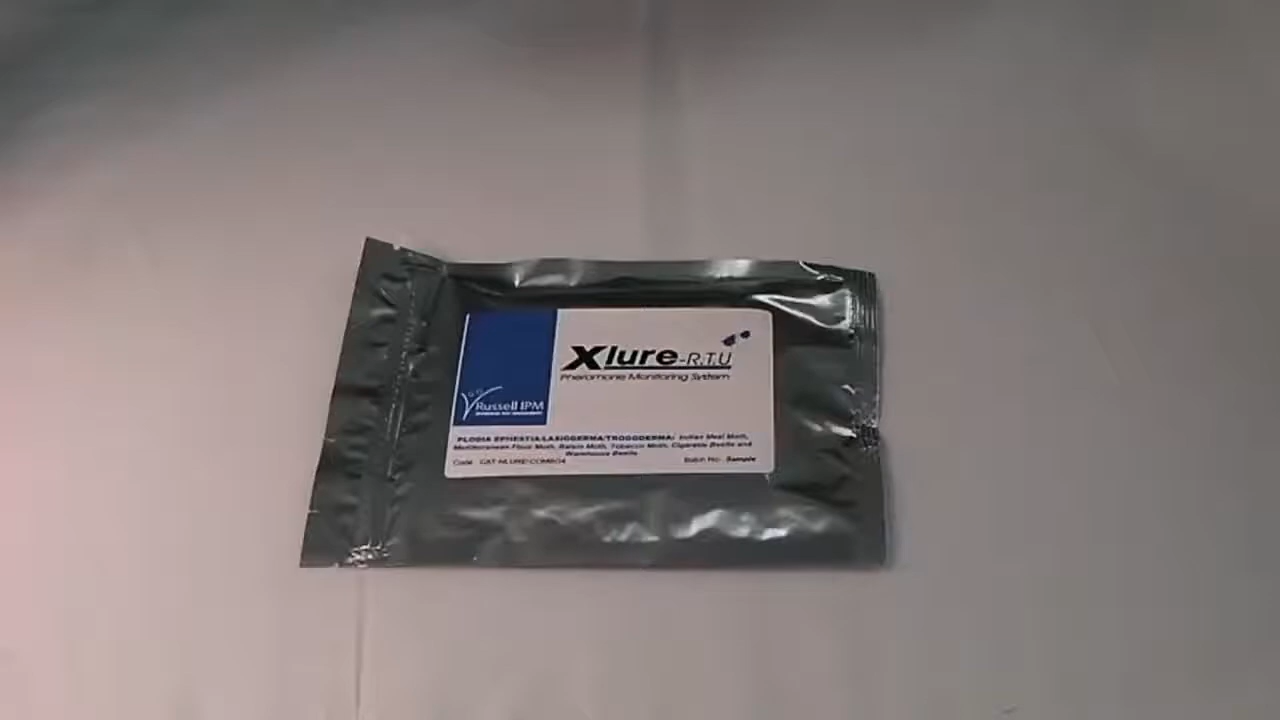 Xlure-R.T.U
Pheromone Monitoring System
Russell IPM
PLODIA EPHESTIA/LASIODERMA/TROGODERMA/ Indian Meal Moth,
Mediterranean Flour Moth, Raisin Moth, Tobacco Moth, Cigarette Beetle and
Warehouse Beetle
Code: Batch No: Sample